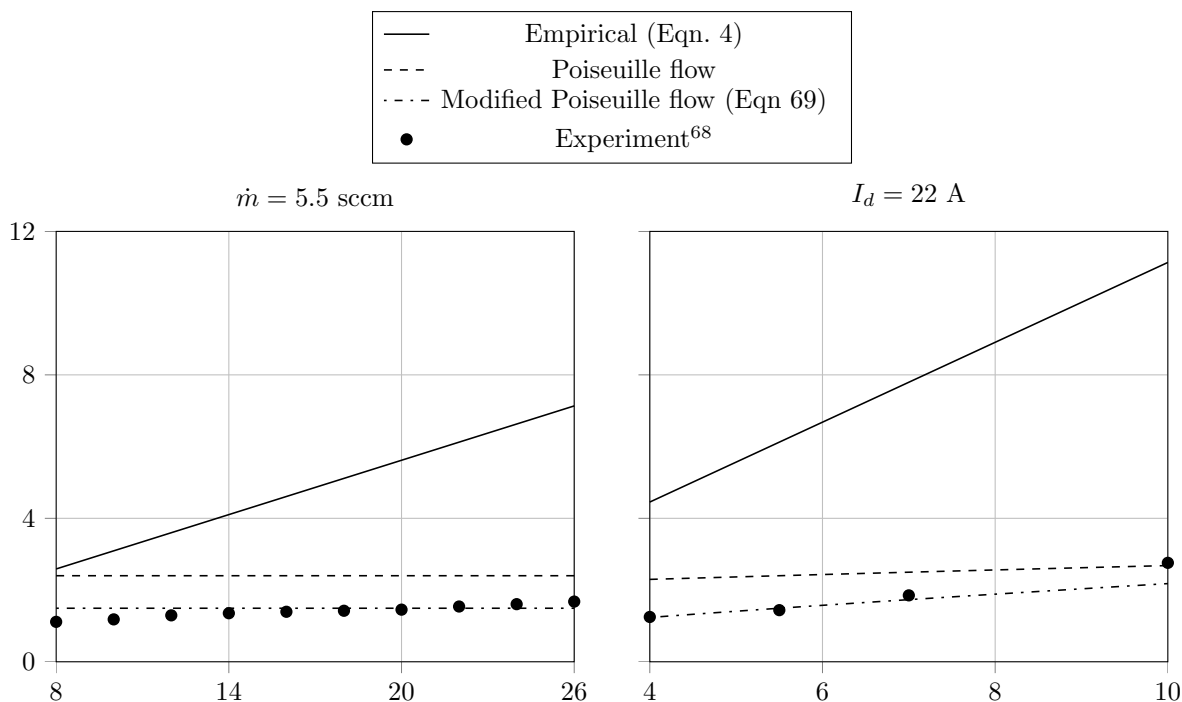 Empirical (Eqn. 4)
Poiseuille flow
Modified Poiseuille flow (Eqn 69)
Experiment⁶⁸
ṁ = 5.5 sccm
I_d = 22 A
12
8
4
0
8 14 20 26
4 6 8 10